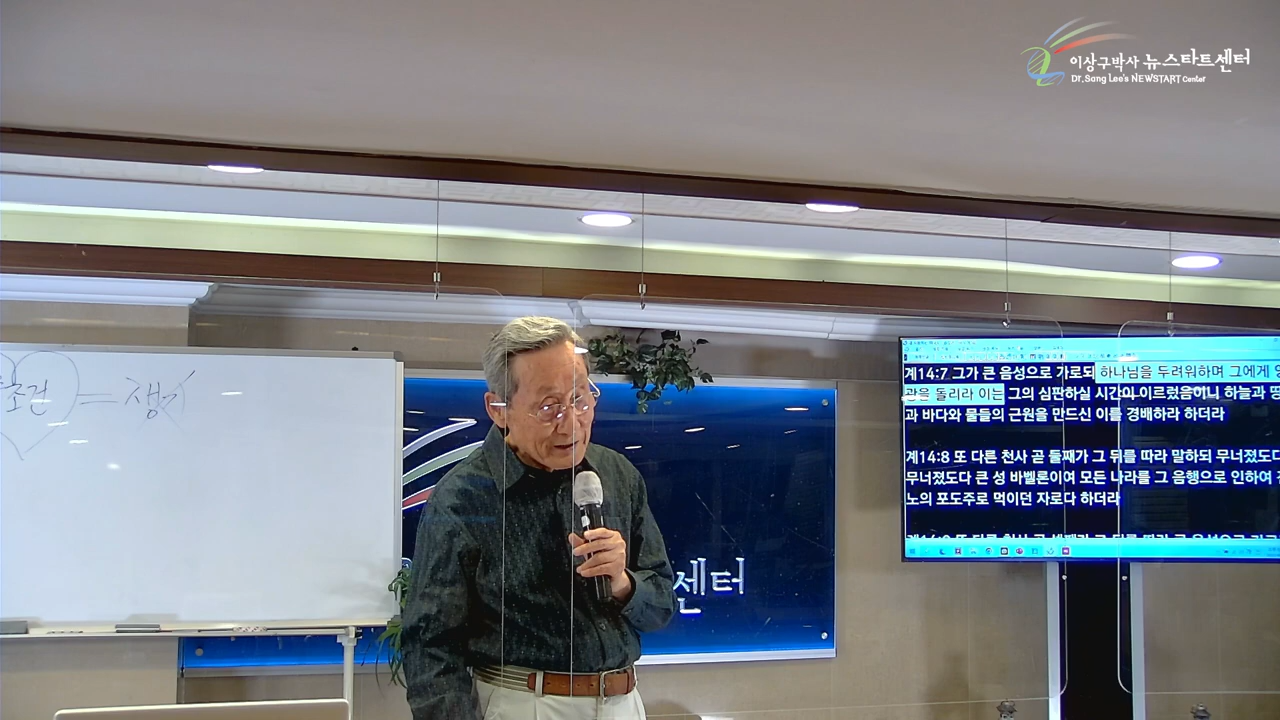 이상구박사 뉴스타트센터
Dr. Sang Lee's NEWSTART Center
조건 = 생기
계14:7 그가 큰 음성으로 가로되 하나님을 두려워하며 그에게 영
광을 돌리라 이는 그의 심판하실 시간이 이르렀음이니 하늘과 땅
과 바다와 물들의 근원을 만드신 이를 경배하라 하더라
계14:8 또 다른 천사 곧 둘째가 그 뒤를 따라 말하되 무너졌도다
무너졌도다 큰 성 바벨론이여 모든 나라를 그 음행으로 인하여 진
노의 포도주로 먹이던 자로다 하더라
센터